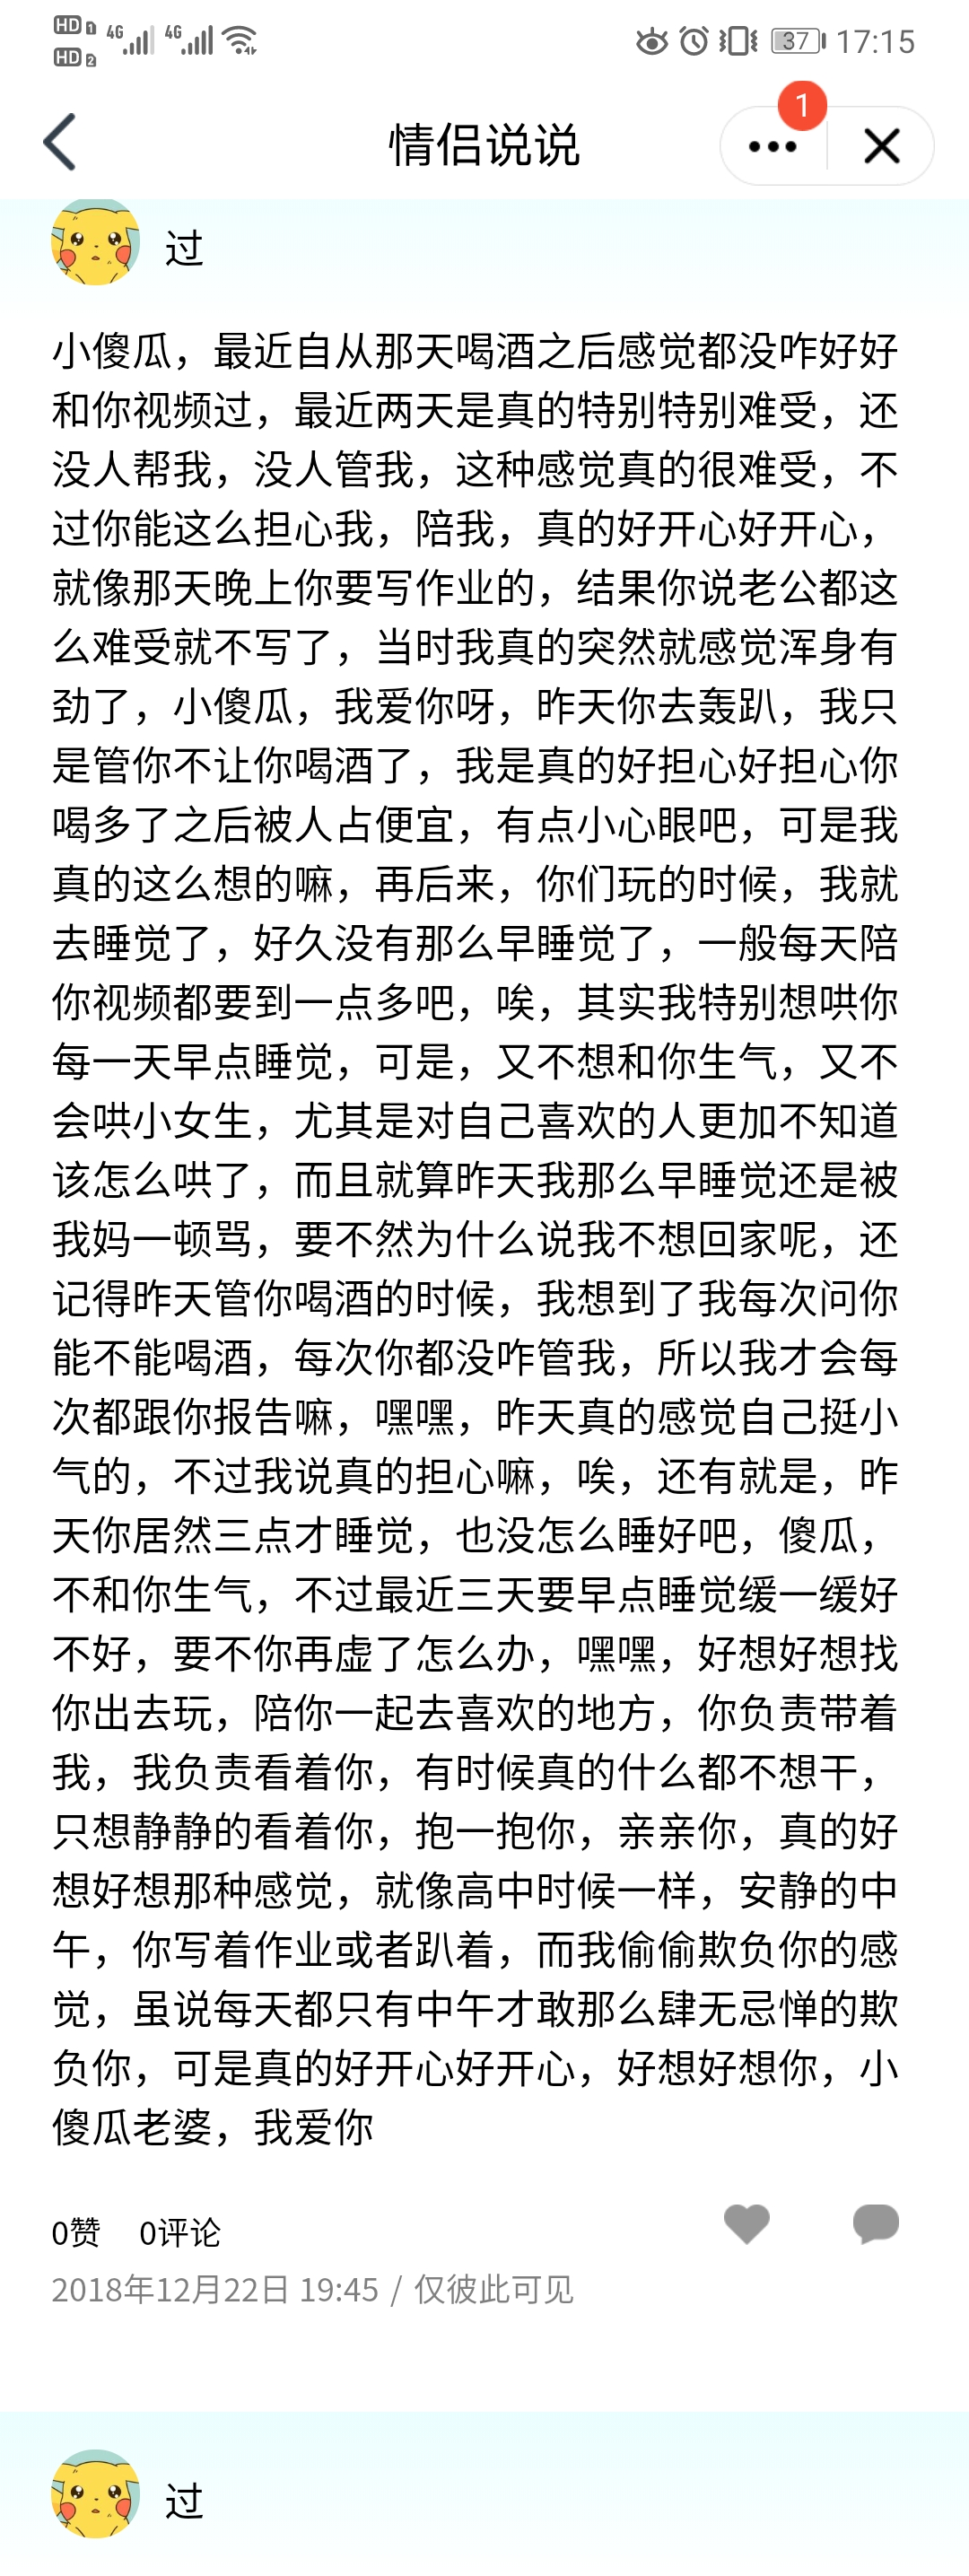 HD 1 4G 4G
HD 2
37 17:15
情侣说说
1
过
小傻瓜，最近自从那天喝酒之后感觉都没咋好好
和你视频过，最近两天是真的特别特别难受，还
没人帮我，没人管我，这种感觉真的很难受，不
过你能这么担心我，陪我，真的好开心好开心，
就像那天晚上你要写作业的，结果你说老公都这
么难受就不写了，当时我真的突然就感觉浑身有
劲了，小傻瓜，我爱你呀，昨天你去轰趴，我只
是管你不让你喝酒了，我是真的好担心好担心你
喝多了之后被人占便宜，有点小心眼吧，可是我
真的这么想的嘛，再后来，你们玩的时候，我就
去睡觉了，好久没有那么早睡觉了，一般每天陪
你视频都要到一点多吧，唉，其实我特别想哄你
每一天早点睡觉，可是，又不想和你生气，又不
会哄小女生，尤其是对自己喜欢的人更加不知道
该怎么哄了，而且就算昨天我那么早睡觉还是被
我妈一顿骂，要不然为什么说我不想回家呢，还
记得昨天管你喝酒的时候，我想到了我每次问你
能不能喝酒，每次你都没咋管我，所以我才会每
次都跟你报告嘛，嘿嘿，昨天真的感觉自己挺小
气的，不过我说真的担心嘛，唉，还有就是，昨
天你居然三点才睡觉，也没怎么睡好吧，傻瓜，
不和你生气，不过最近三天要早点睡觉缓一缓好
不好，要不你再虚了怎么办，嘿嘿，好想好想找
你出去玩，陪你一起去喜欢的地方，你负责带着
我，我负责看着你，有时候真的什么都不想干，
只想静静的看着你，抱一抱你，亲亲你，真的好
想好想那种感觉，就像高中时候一样，安静的中
午，你写着作业或者趴着，而我偷偷欺负你的感
觉，虽说每天都只有中午才敢那么肆无忌惮的欺
负你，可是真的好开心好开心，好想好想你，小
傻瓜老婆，我爱你
0赞 0评论
2018年12月22日 19:45 / 仅彼此可见
过